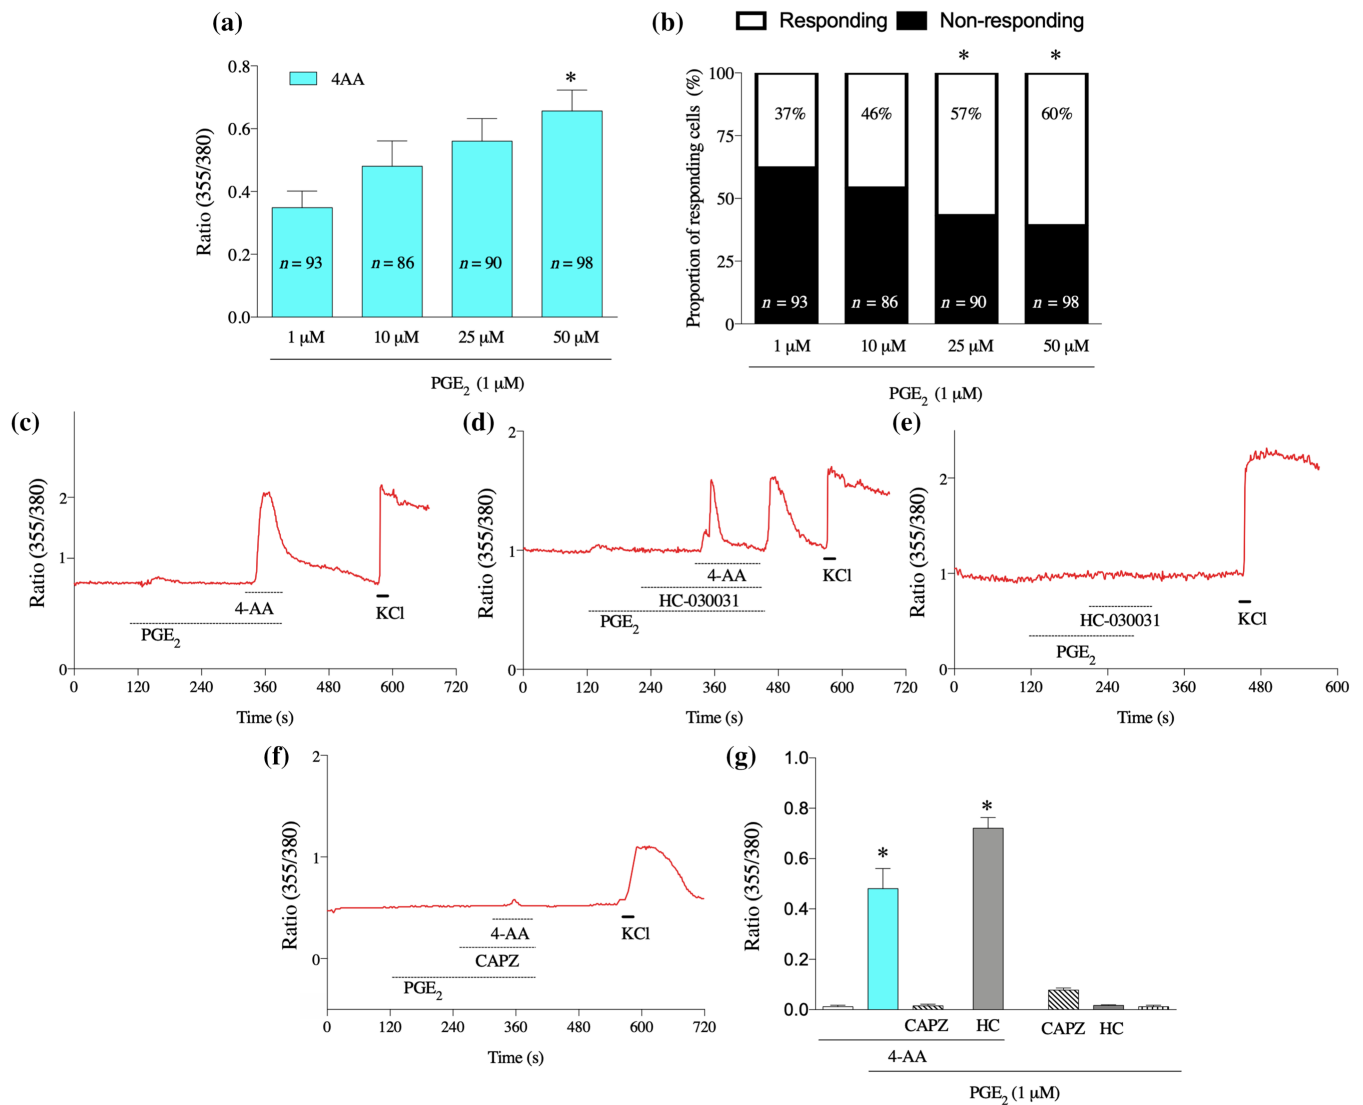 (a)
4AA
Ratio (355/380)
0.8
0.6
0.4
0.2
0.0
*
n = 93
n = 86
n = 90
n = 98
1 μM
10 μM
25 μM
50 μM
PGE2 (1 μM)
(b)
Responding
Non-responding
Proportion of responding cells (%)
100
75
50
25
0
*
*
37%
46%
57%
60%
n = 93
n = 86
n = 90
n = 98
1 μM
10 μM
25 μM
50 μM
PGE2 (1 μM)
(c)
Ratio (355/380)
2
1
0
4-AA
PGE2
KCl
0 120 240 360 480 600 720
Time (s)
(d)
Ratio (355/380)
2
1
0
4-AA
HC-030031
PGE2
KCl
0 120 240 360 480 600 720
Time (s)
(e)
Ratio (355/380)
2
1
0
HC-030031
PGE2
KCl
0 120 240 360 480 600
Time (s)
(f)
Ratio (355/380)
2
1
0
4-AA
CAPZ
PGE2
KCl
0 120 240 360 480 600 720
Time (s)
(g)
Ratio (355/380)
1.0
0.8
0.6
0.4
0.2
0.0
*
*
CAPZ HC CAPZ HC
4-AA
PGE2 (1 μM)